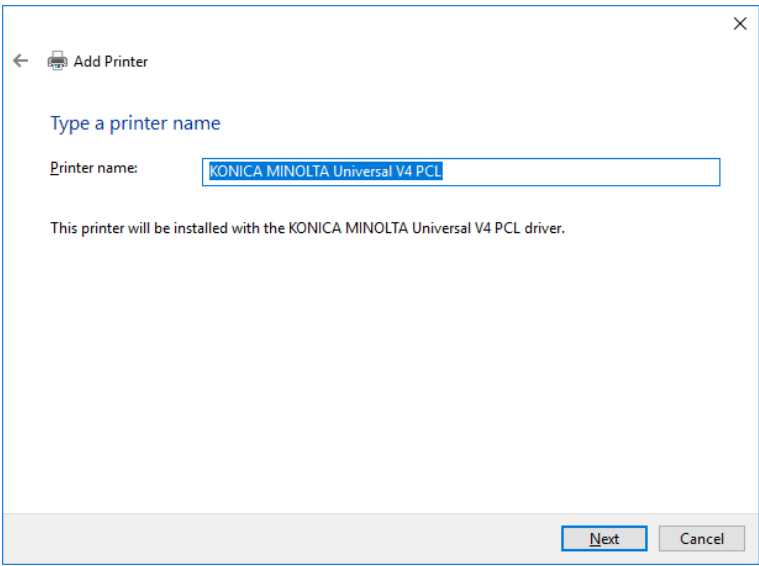 Add Printer
Type a printer name
Printer name: KONICA MINOLTA Universal V4 PCL
This printer will be installed with the KONICA MINOLTA Universal V4 PCL driver.
Next Cancel